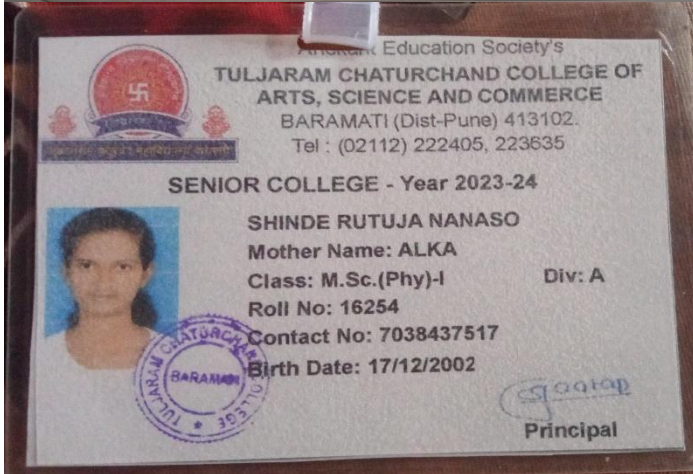 Anekant Education Society's
TULJARAM CHATURCHAND COLLEGE OF
ARTS, SCIENCE AND COMMERCE
BARAMATI (Dist-Pune) 413102.
Tel : (02112) 222405, 223635
SENIOR COLLEGE - Year 2023-24
SHINDE RUTUJA NANASO
Mother Name: ALKA
Class: M.Sc.(Phy)-I Div: A
Roll No: 16254
Contact No: 7038437517
Birth Date: 17/12/2002
TULJARAM CHATURCHAND COLLEGE
BARAMATI
Principal